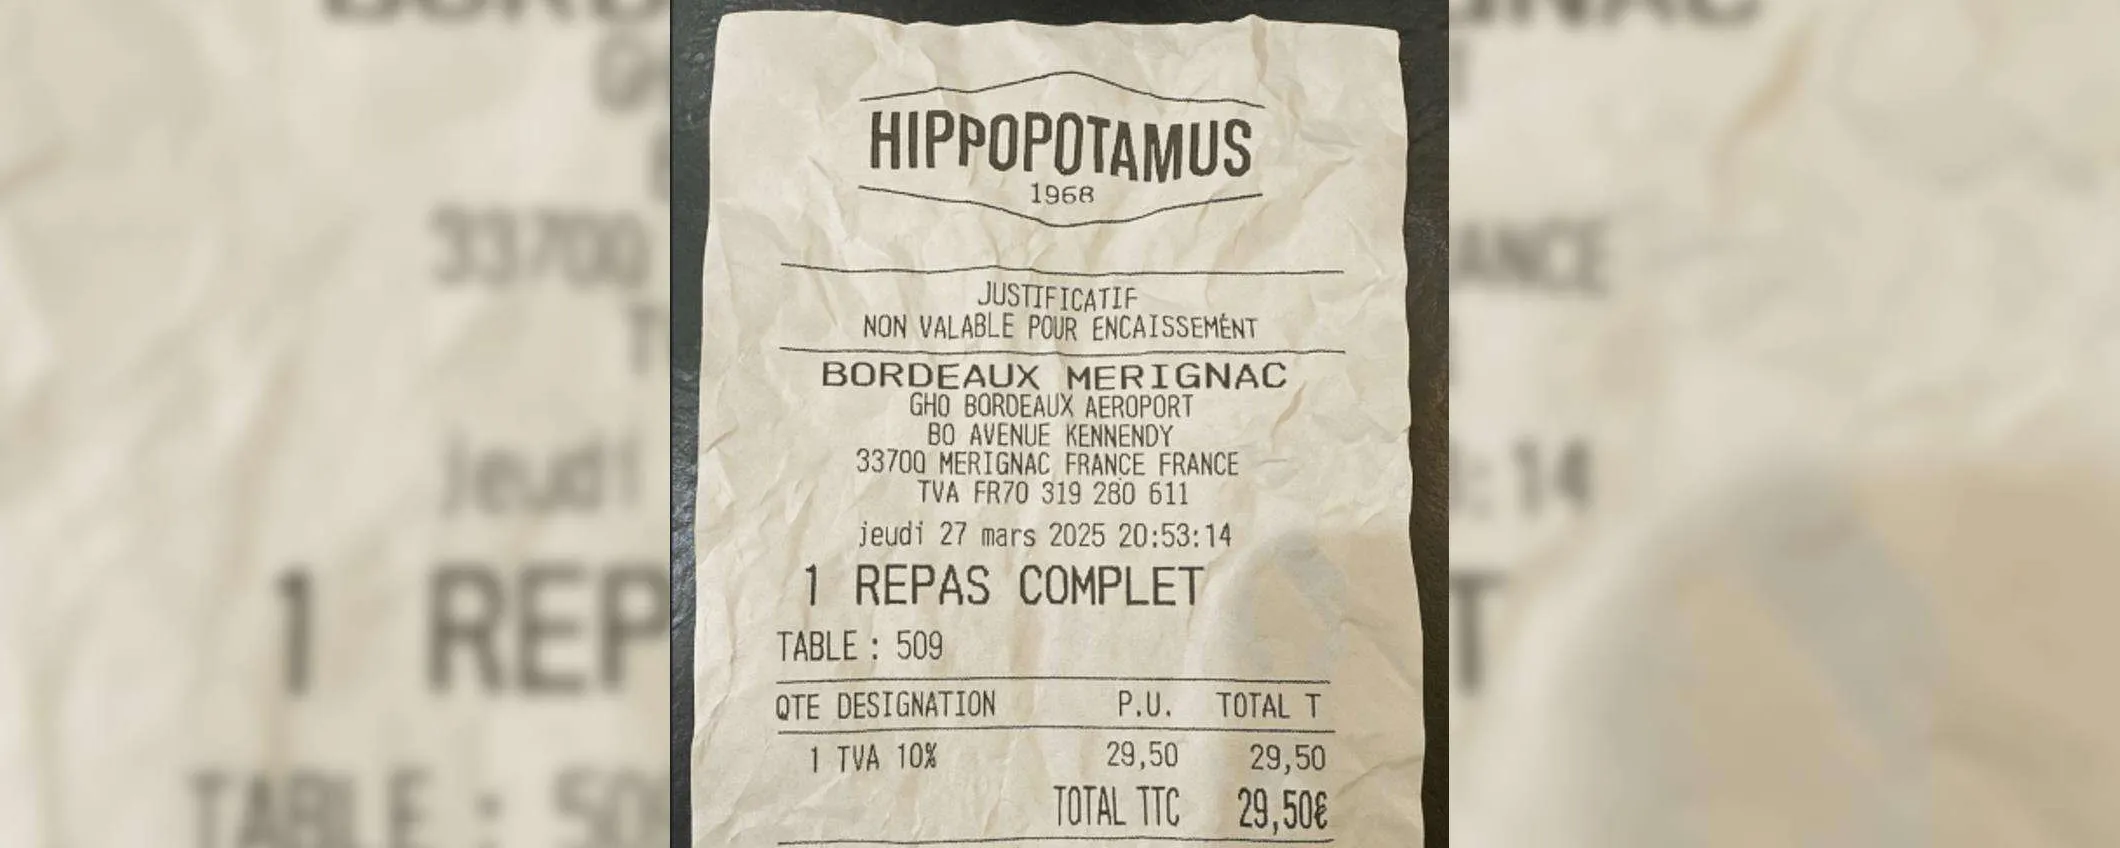 HIPPOPOTAMUS
1968
JUSTIFICATIF
NON VALABLE POUR ENCAISSEMENT
BORDEAUX MERIGNAC
GHO BORDEAUX AEROPORT
BO AVENUE KENNENDY
33700 MERIGNAC FRANCE FRANCE
TVA FR70 319 280 611
jeudi 27 mars 2025 20:53:14
1 REPAS COMPLET
TABLE : 509
QTE DESIGNATION P.U. TOTAL T
1 TVA 10% 29,50 29,50
TOTAL TTC 29,50€